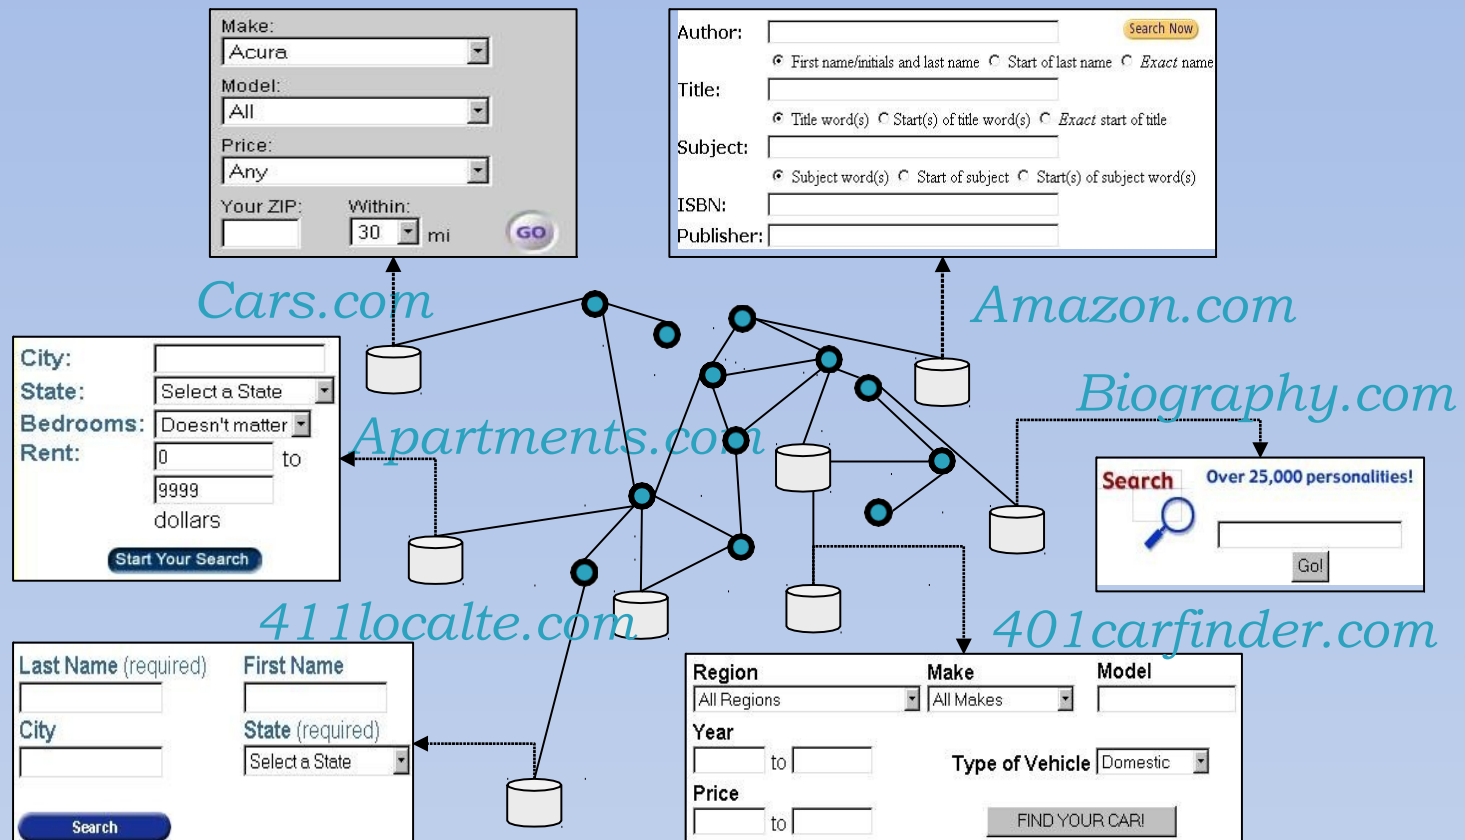 Make:
Acura
Model:
All
Price:
Any
Your ZIP: Within:
30 mi GO
Author: Search Now
First name/initials and last name Start of last name Exact name
Title:
Title word(s) Start(s) of title word(s) Exact start of title
Subject:
Subject word(s) Start of subject Start(s) of subject word(s)
ISBN:
Publisher:
Cars.com
Amazon.com
City:
State: Select a State
Bedrooms: Doesn't matter
Rent: 0 to
9999
dollars
Start Your Search
Apartments.com
Biography.com
Search Over 25,000 personalities!
Go!
411localte.com
401carfinder.com
Last Name (required) First Name
City State (required)
Select a State
Search
Region Make Model
All Regions All Makes
Year
to Type of Vehicle Domestic
Price
to FIND YOUR CAR!